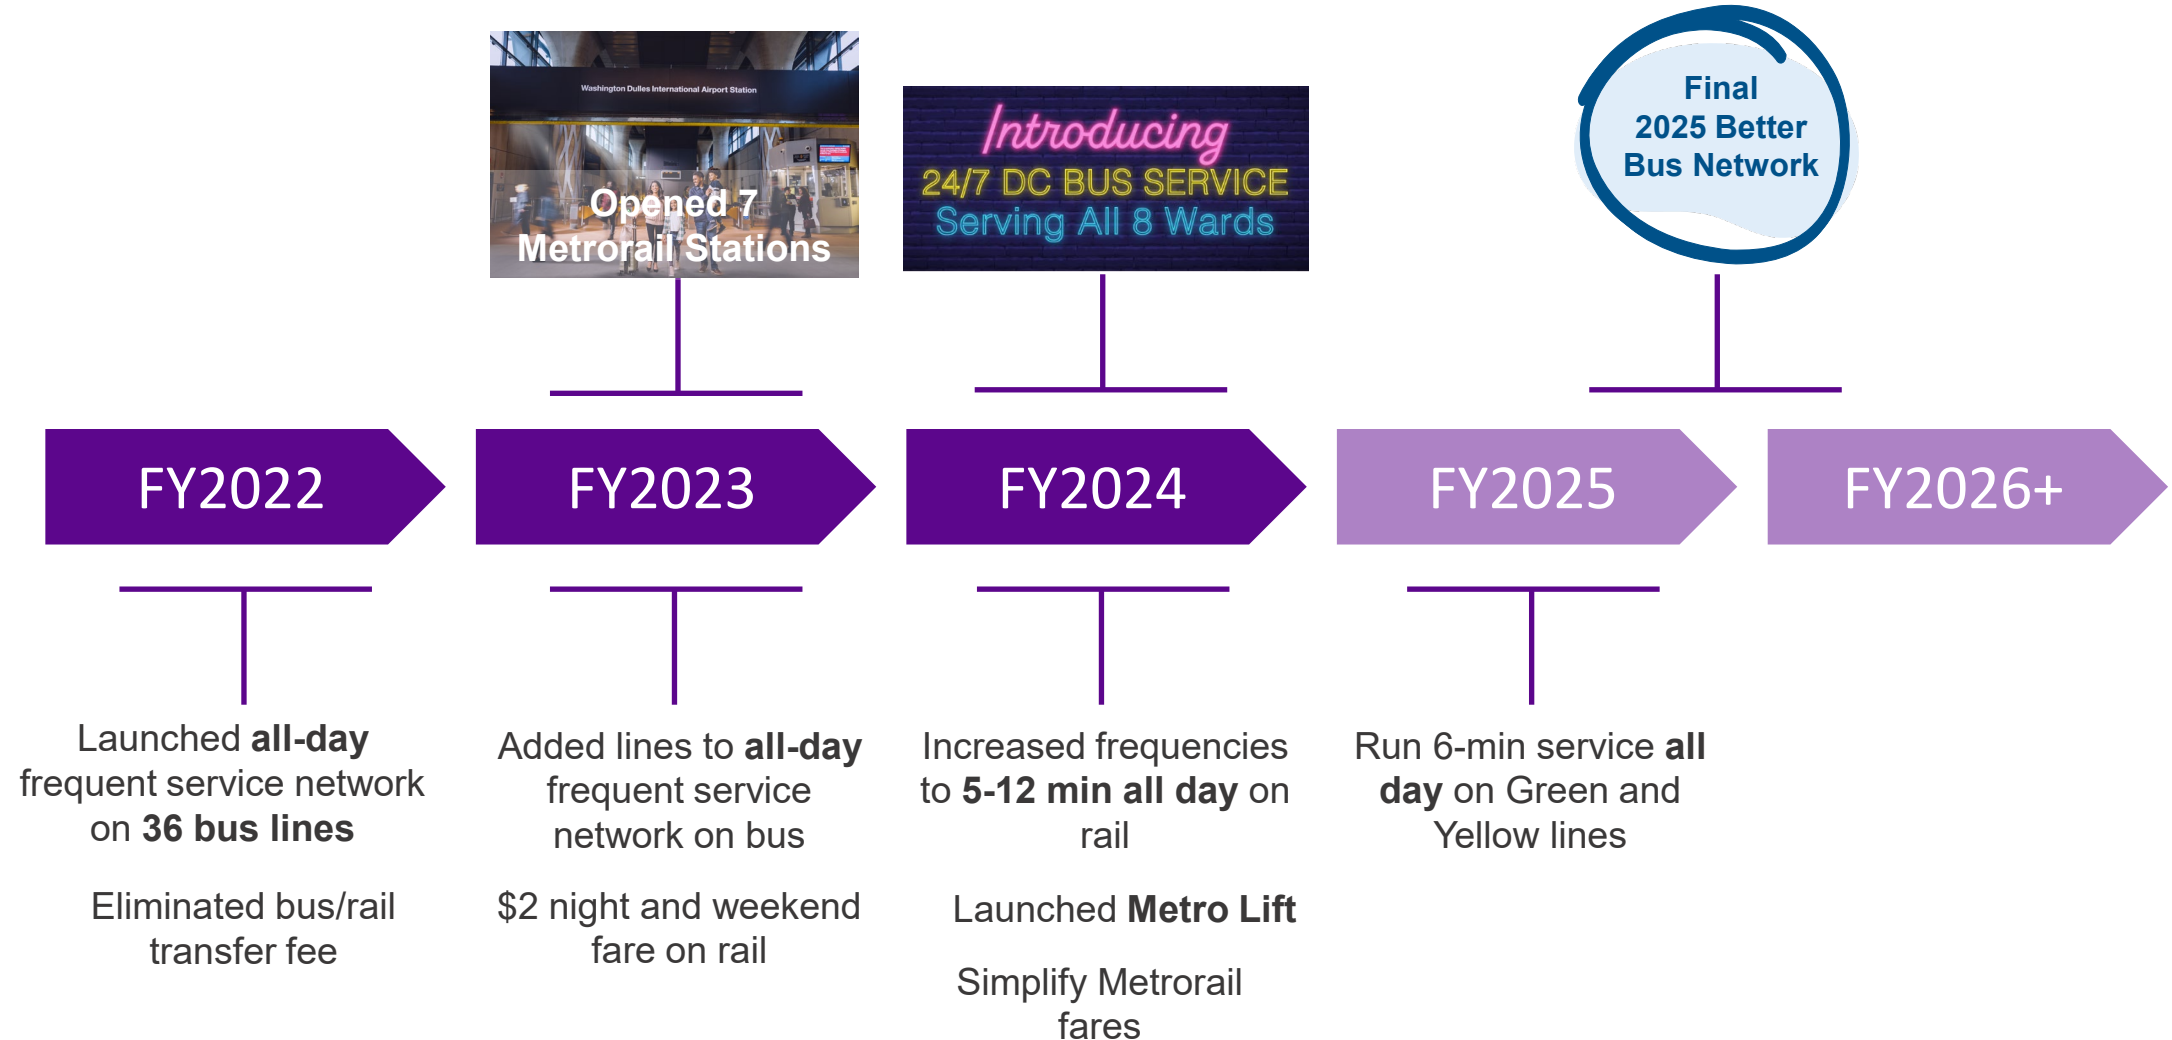 Washington Dulles International Airport Station
Opened 7
Metrorail Stations
Introducing
24/7 DC BUS SERVICE
Serving All 8 Wards
Final
2025 Better
Bus Network
FY2022
FY2023
FY2024
FY2025
FY2026+
Launched all-day
frequent service network
on 36 bus lines
Eliminated bus/rail
transfer fee
Added lines to all-day
frequent service
network on bus
$2 night and weekend
fare on rail
Increased frequencies
to 5-12 min all day on
rail
Launched Metro Lift
Simplify Metrorail
fares
Run 6-min service all
day on Green and
Yellow lines